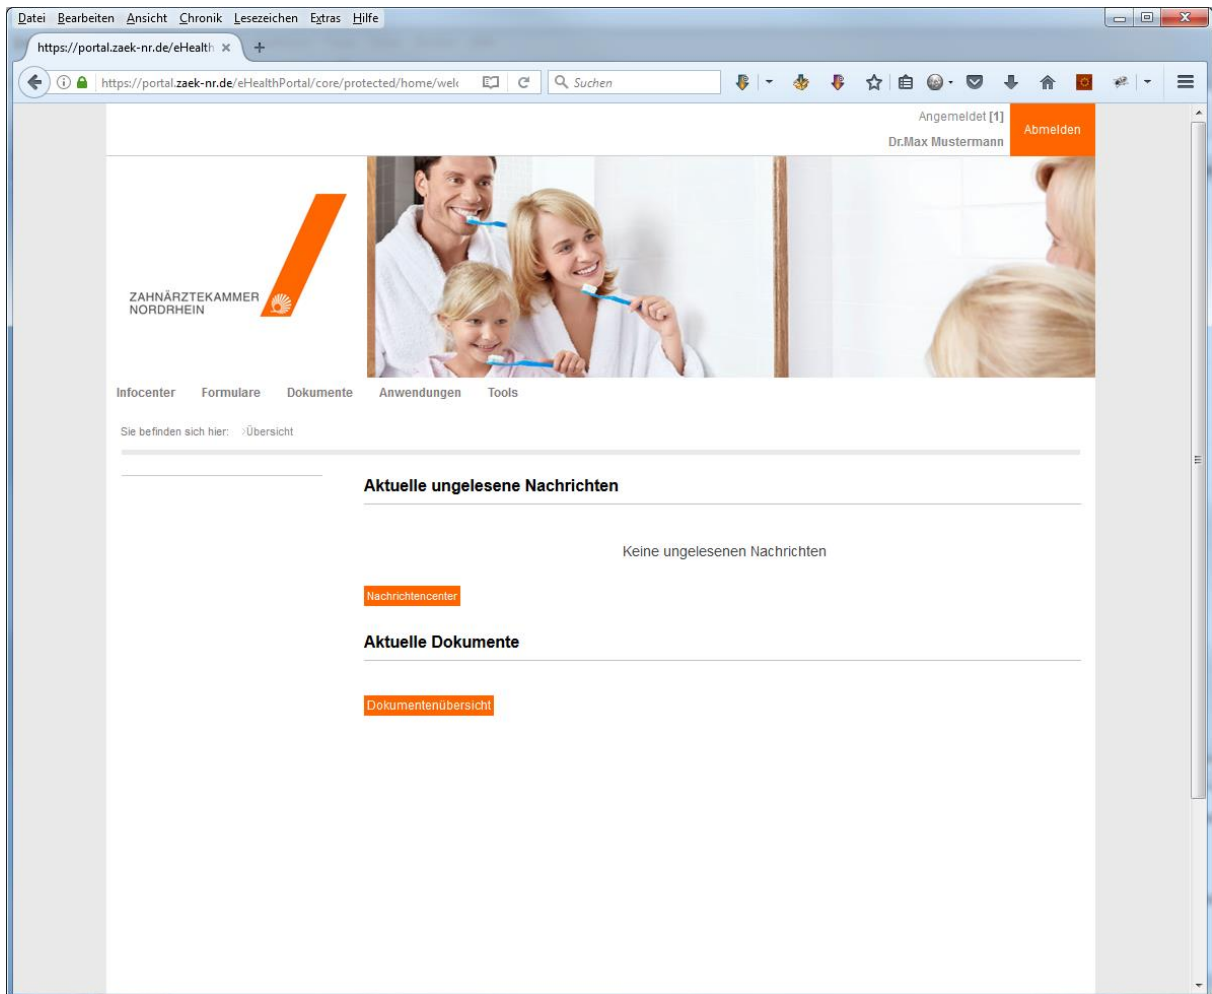 Datei Bearbeiten Ansicht Chronik Lesezeichen Extras Hilfe
https://portal.zaek-nr.de/eHealth
https://portal.zaek-nr.de/eHealthPortal/core/protected/home/welc
Suchen
Angemeldet [1]
Dr.Max Mustermann
Abmelden
ZAHNÄRZTEKAMMER
NORDRHEIN
Infocenter Formulare Dokumente Anwendungen Tools
Sie befinden sich hier: ›Übersicht
Aktuelle ungelesene Nachrichten
Keine ungelesenen Nachrichten
Nachrichtencenter
Aktuelle Dokumente
Dokumentenübersicht